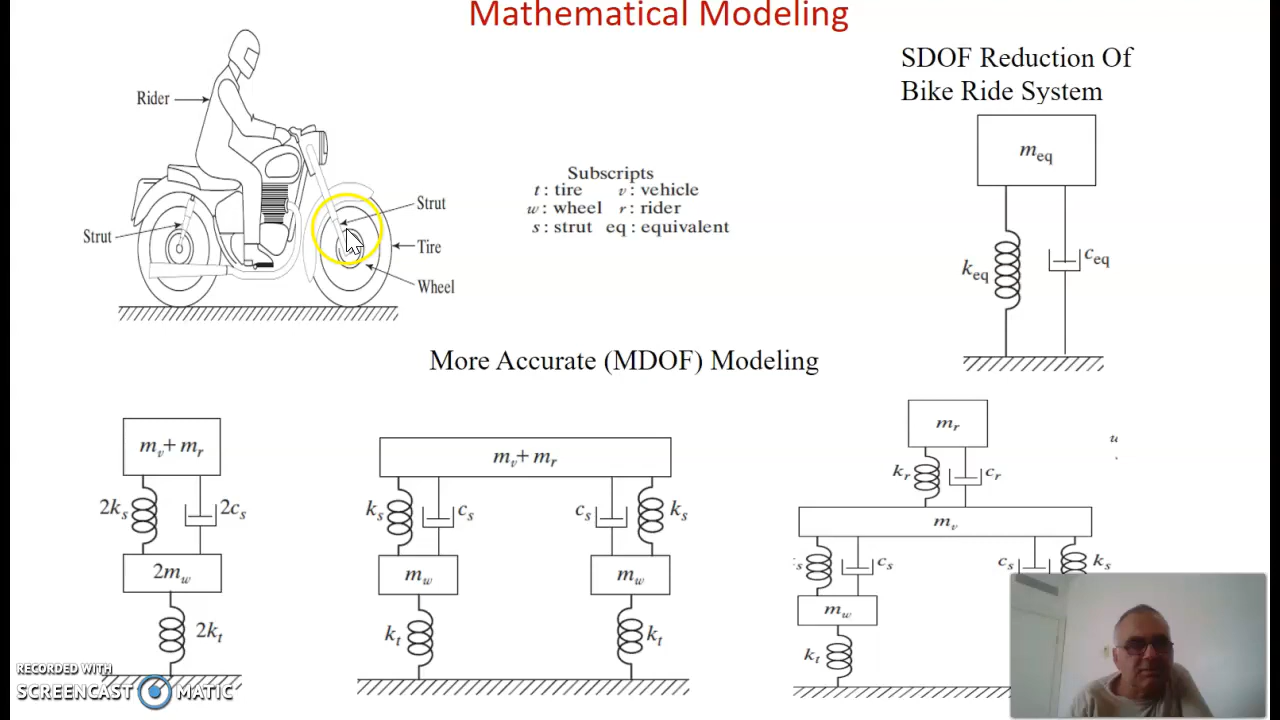 Mathematical Modeling
SDOF Reduction Of
Bike Ride System
Rider
Strut
Strut
Tire
Wheel
Subscripts
t : tire v : vehicle
w : wheel r : rider
s : strut eq : equivalent
m_eq
k_eq
c_eq
More Accurate (MDOF) Modeling
m_v + m_r
2k_s
2c_s
2m_w
2k_t
m_v + m_r
k_s
c_s
c_s
k_s
m_w
m_w
k_t
k_t
m_r
k_r
c_r
m_v
c_s
c_s
k_s
m_w
k_t
u
RECORDED WITH
SCREENCAST MATIC